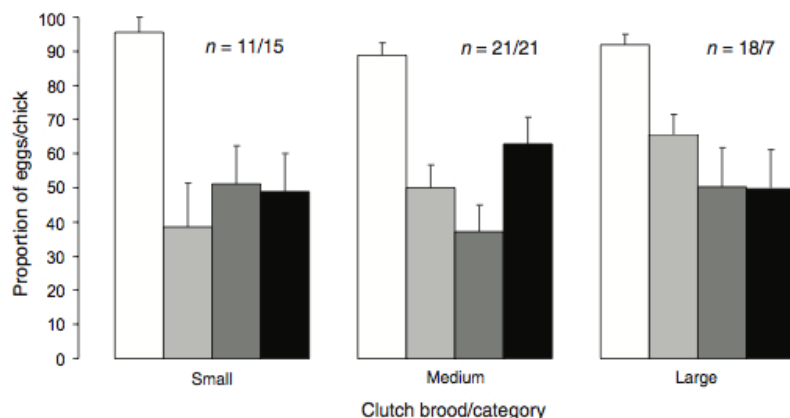 Proportion of eggs/chick
100
90
80
70
60
50
40
30
20
10
0
n = 11/15
n = 21/21
n = 18/7
Small
Medium
Large
Clutch brood/category